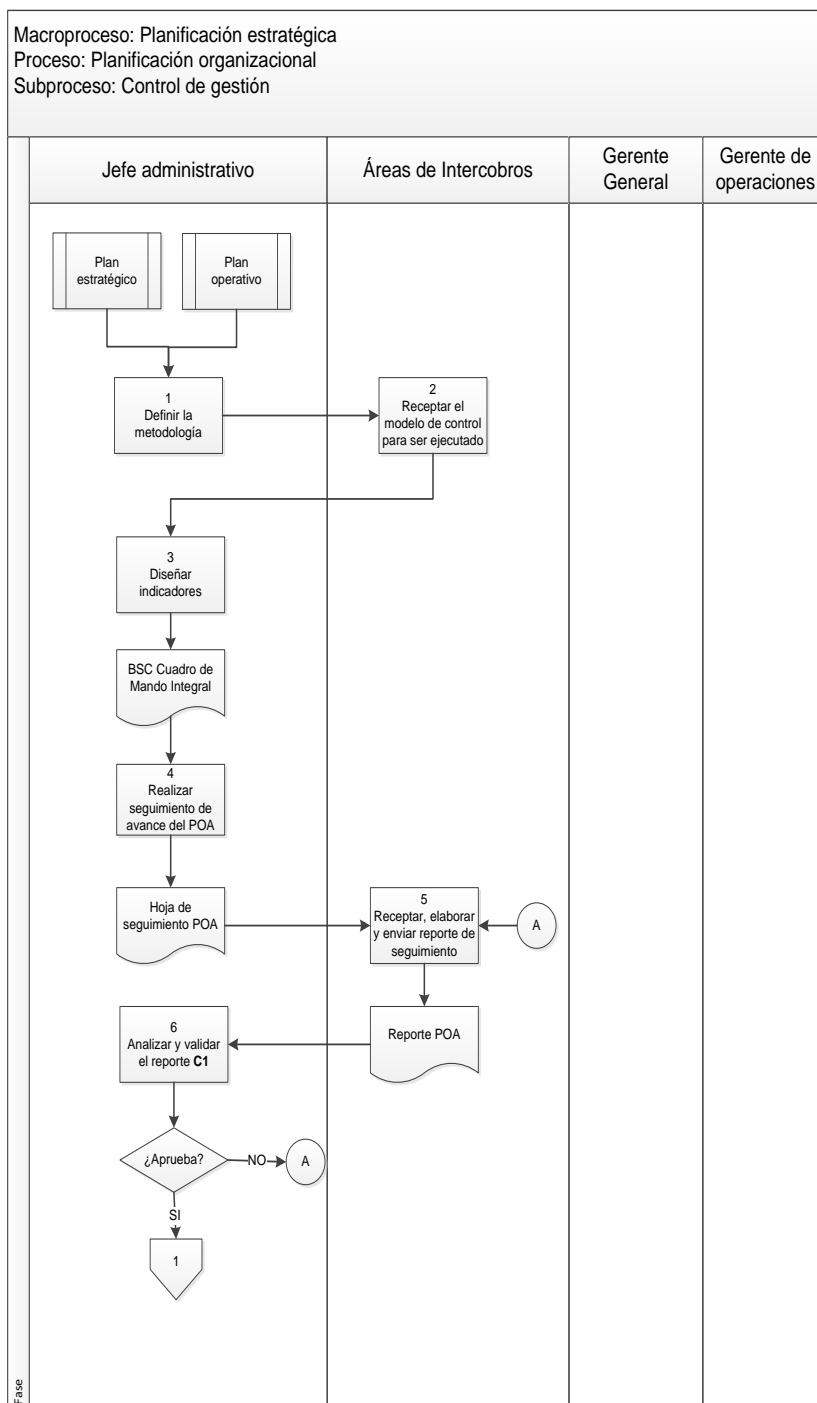 Macroproceso: Planificación estratégica
Proceso: Planificación organizacional
Subproceso: Control de gestión
Jefe administrativo
Áreas de Intercobros
Gerente
General
Gerente de
operaciones
Plan
estratégico
Plan
operativo
1
Definir la
metodología
2
Receptar el
modelo de control
para ser ejecutado
3
Diseñar
indicadores
BSC Cuadro de
Mando Integral
4
Realizar
seguimiento de
avance del POA
Hoja de
seguimiento POA
5
Receptar, elaborar
y enviar reporte de
seguimiento
A
6
Analizar y validar
el reporte C1
Reporte POA
¿Aprueba?
NO
A
SI
1
Fase